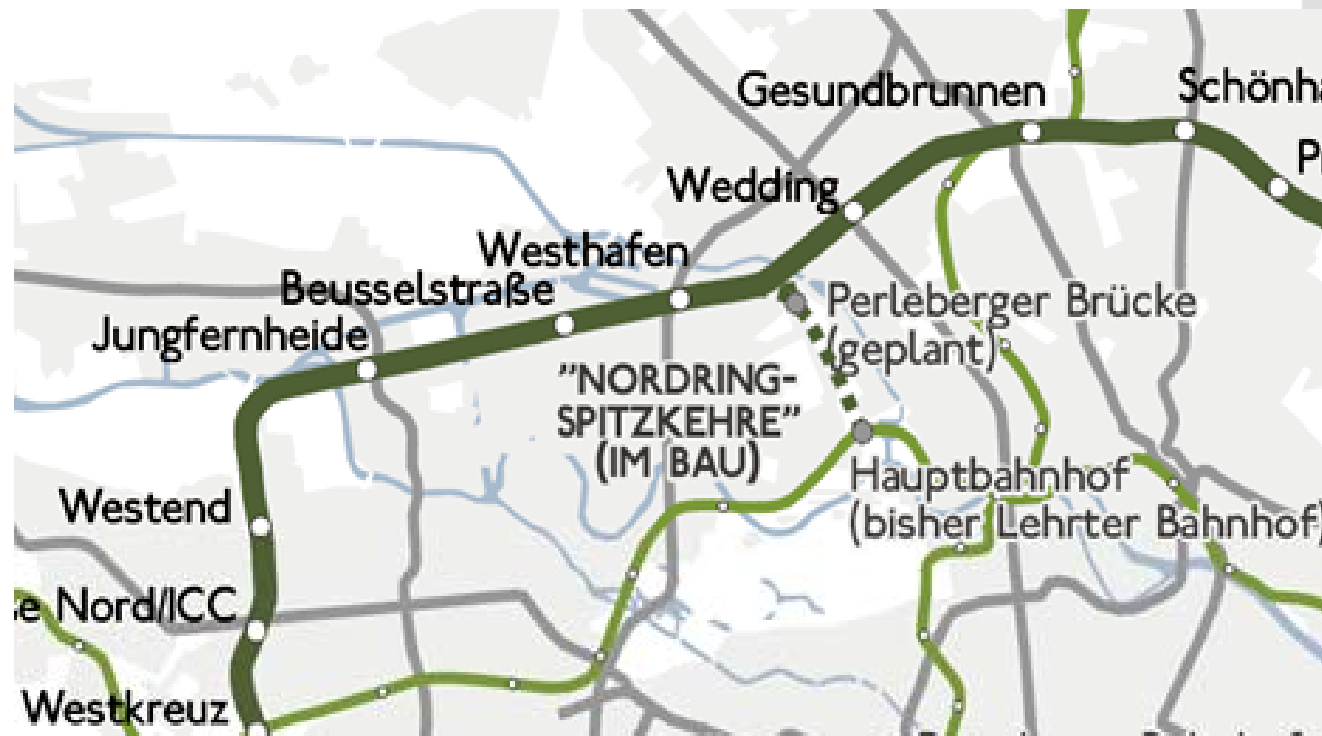 Gesundbrunnen
Schönha
P
Wedding
Westhafen
Beusselstraße
Jungfernheide
Perleberger Brücke
(geplant)
"NORDRING-
SPITZKEHRE"
(IM BAU)
Hauptbahnhof
(bisher Lehrter Bahnhof)
Westend
e Nord/ICC
Westkreuz